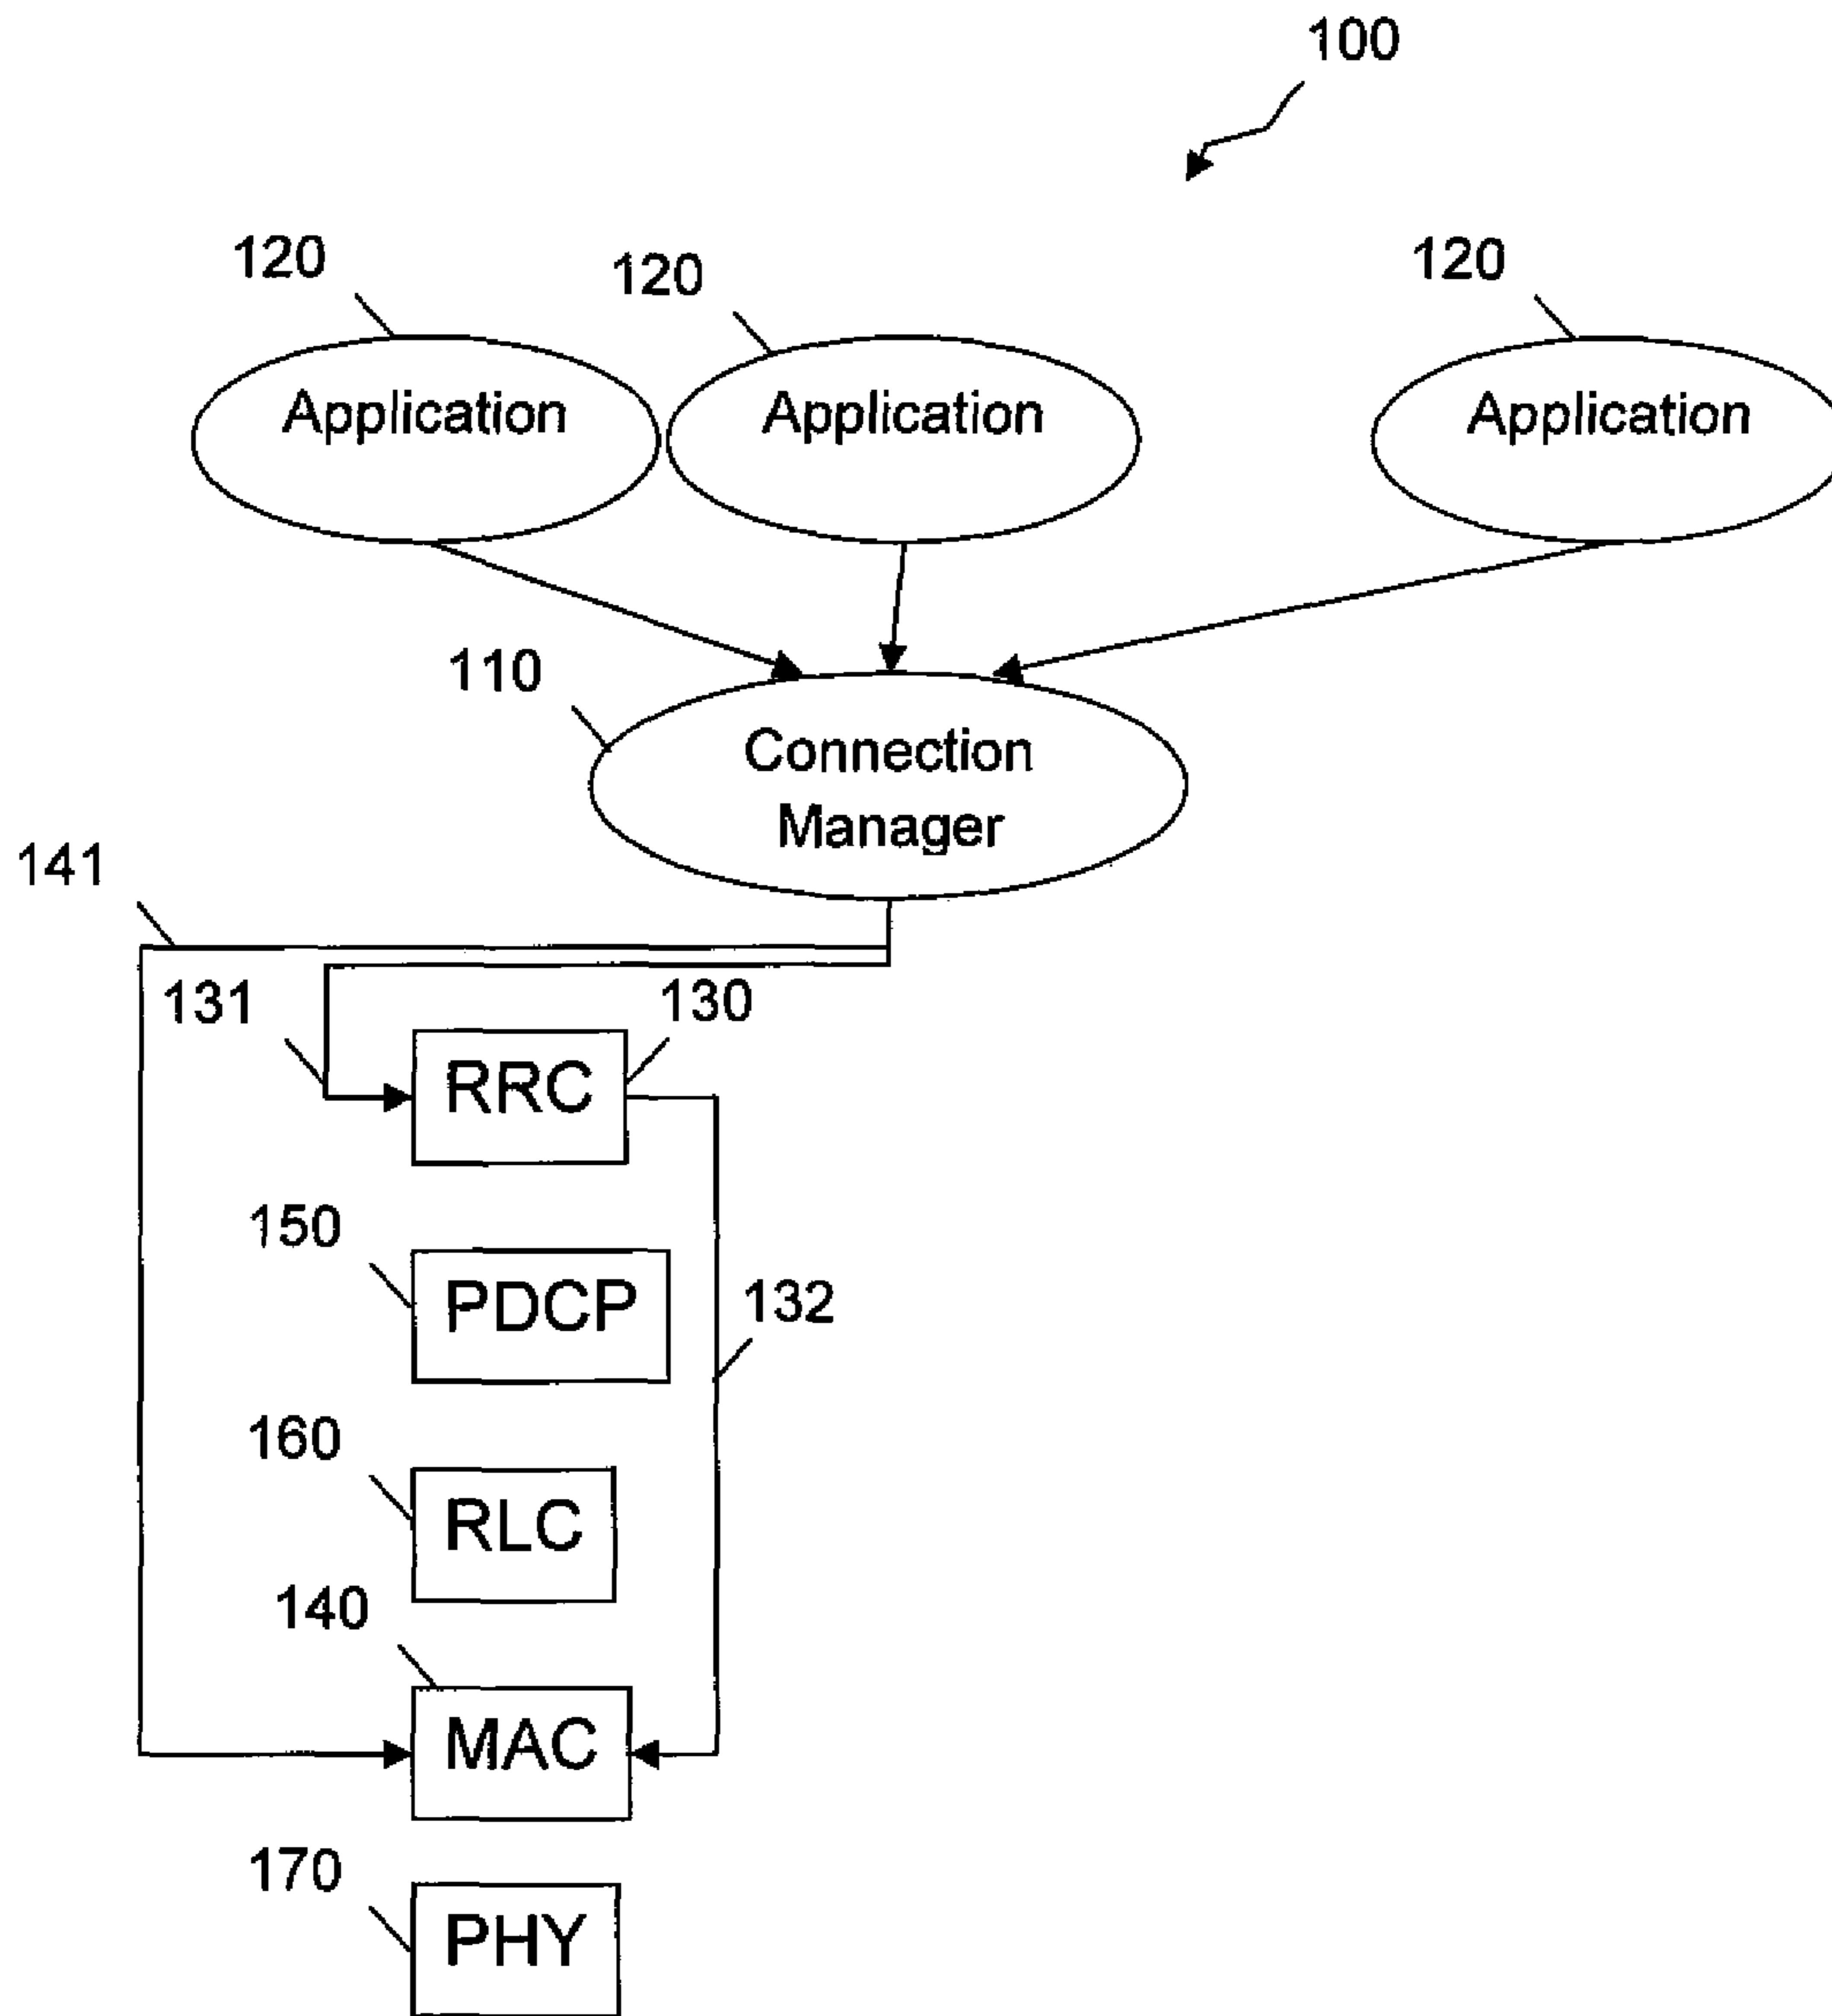 100
120 120 120
Application Application Application
110
Connection
Manager
141
131 130
RRC
150
PDCP
132
160
RLC
140
MAC
170
PHY